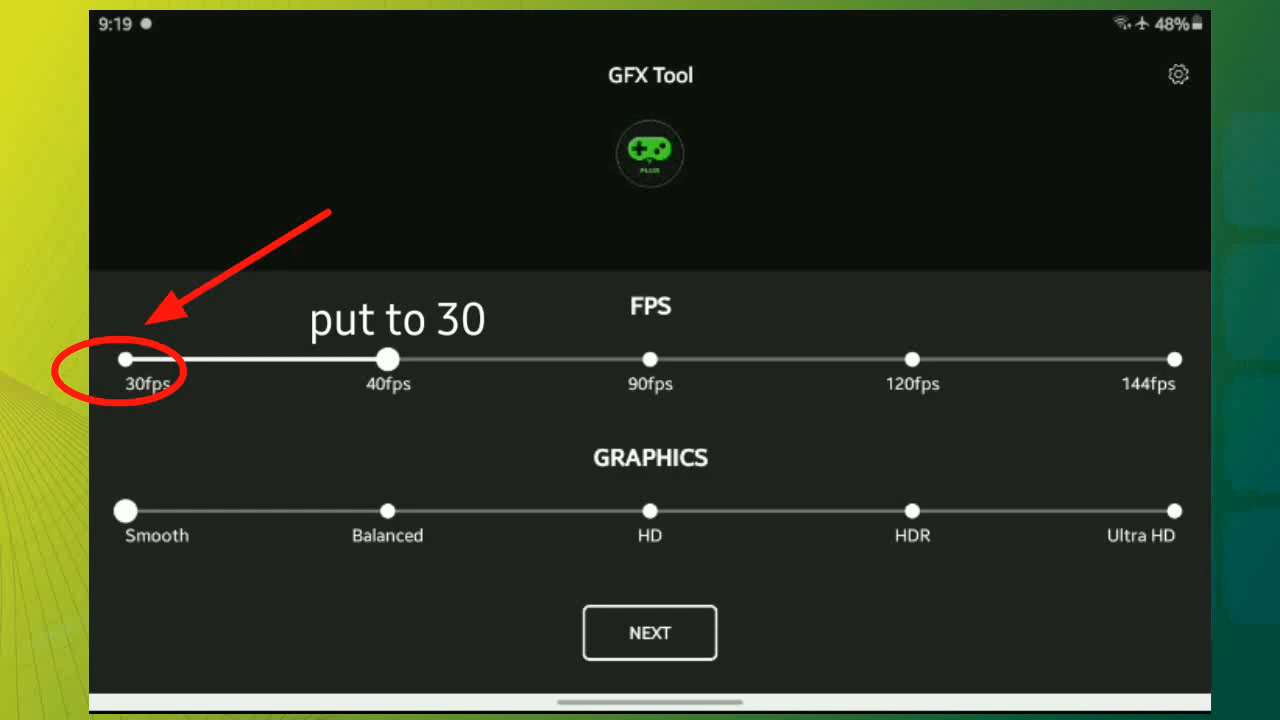 9:19
48%
GFX Tool
PLUS
FPS
put to 30
30fps 40fps 90fps 120fps 144fps
GRAPHICS
Smooth Balanced HD HDR Ultra HD
NEXT